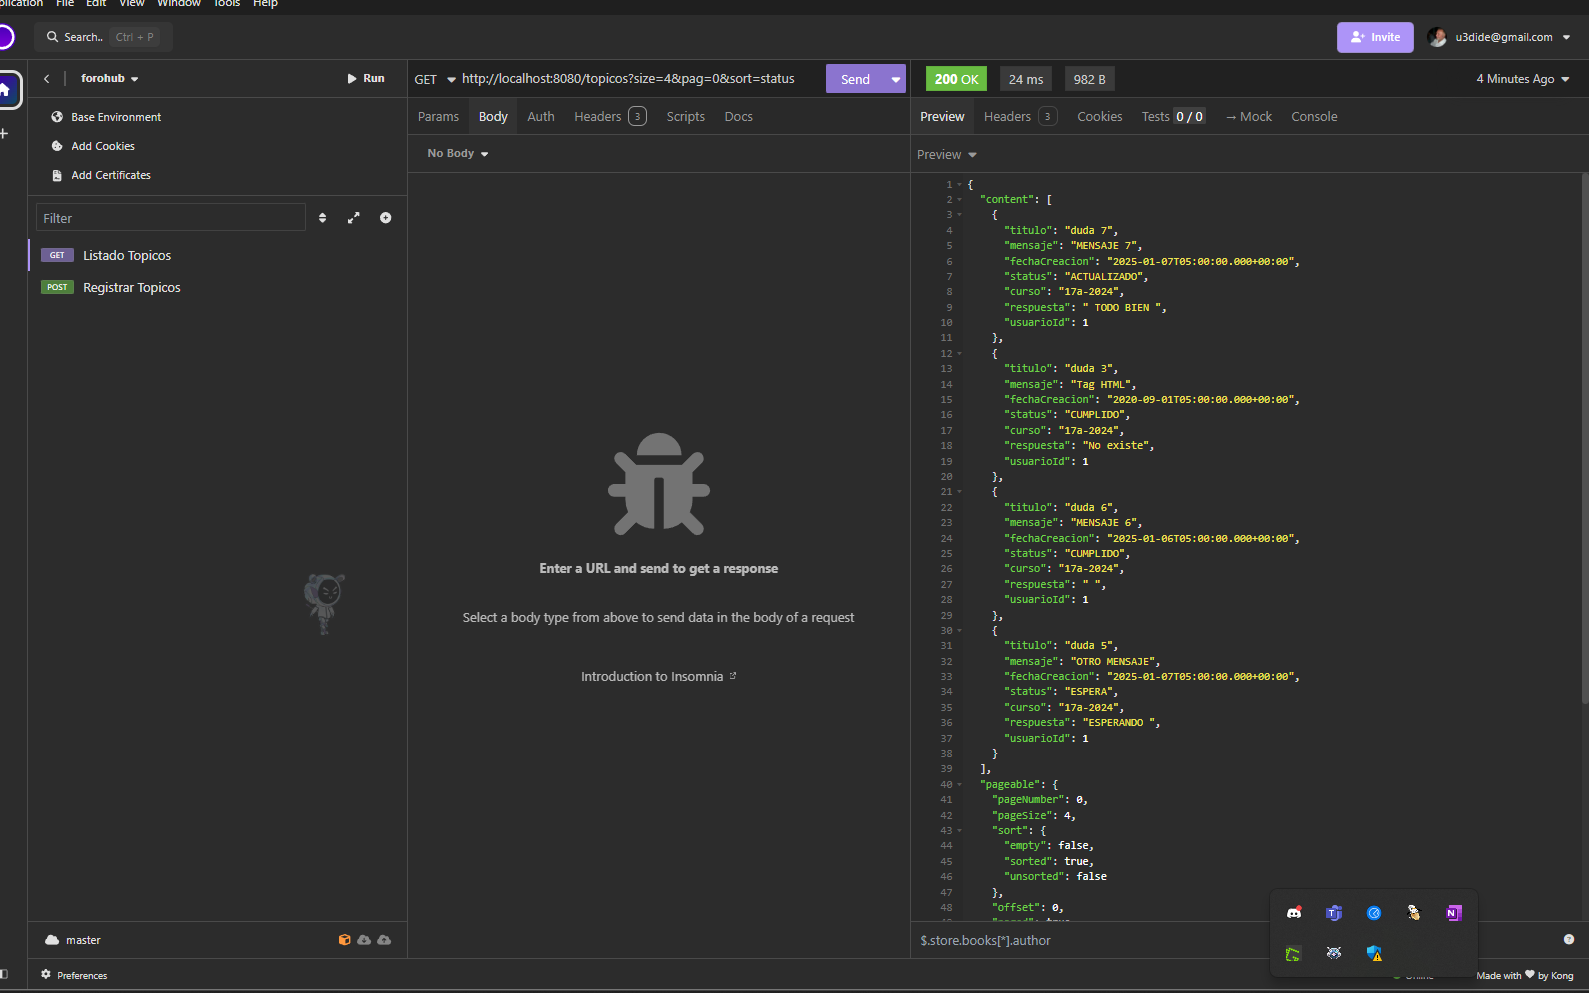 plication File Edit View Window Tools Help
Search.. Ctrl + P
Invite
u3dide@gmail.com
forohub
Run
Base Environment
Add Cookies
Add Certificates
Filter
GET Listado Topicos
POST Registrar Topicos
master
Preferences
GET http://localhost:8080/topicos?size=4&pag=0&sort=status Send
Params Body Auth Headers 3 Scripts Docs
No Body
Enter a URL and send to get a response
Select a body type from above to send data in the body of a request
Introduction to Insomnia
200 OK 24 ms 982 B 4 Minutes Ago
Preview Headers 3 Cookies Tests 0 / 0 → Mock Console
Preview
1 {
2 "content": [
3 {
4 "titulo": "duda 7",
5 "mensaje": "MENSAJE 7",
6 "fechaCreacion": "2025-01-07T05:00:00.000+00:00",
7 "status": "ACTUALIZADO",
8 "curso": "17a-2024",
9 "respuesta": " TODO BIEN ",
10 "usuarioId": 1
11 },
12 {
13 "titulo": "duda 3",
14 "mensaje": "Tag HTML",
15 "fechaCreacion": "2020-09-01T05:00:00.000+00:00",
16 "status": "CUMPLIDO",
17 "curso": "17a-2024",
18 "respuesta": "No existe",
19 "usuarioId": 1
20 },
21 {
22 "titulo": "duda 6",
23 "mensaje": "MENSAJE 6",
24 "fechaCreacion": "2025-01-06T05:00:00.000+00:00",
25 "status": "CUMPLIDO",
26 "curso": "17a-2024",
27 "respuesta": " ",
28 "usuarioId": 1
29 },
30 {
31 "titulo": "duda 5",
32 "mensaje": "OTRO MENSAJE",
33 "fechaCreacion": "2025-01-07T05:00:00.000+00:00",
34 "status": "ESPERA",
35 "curso": "17a-2024",
36 "respuesta": "ESPERANDO ",
37 "usuarioId": 1
38 }
39 ],
40 "pageable": {
41 "pageNumber": 0,
42 "pageSize": 4,
43 "sort": {
44 "empty": false,
45 "sorted": true,
46 "unsorted": false
47 },
48 "offset": 0,
$.store.books[*].author
Made with ♥ by Kong